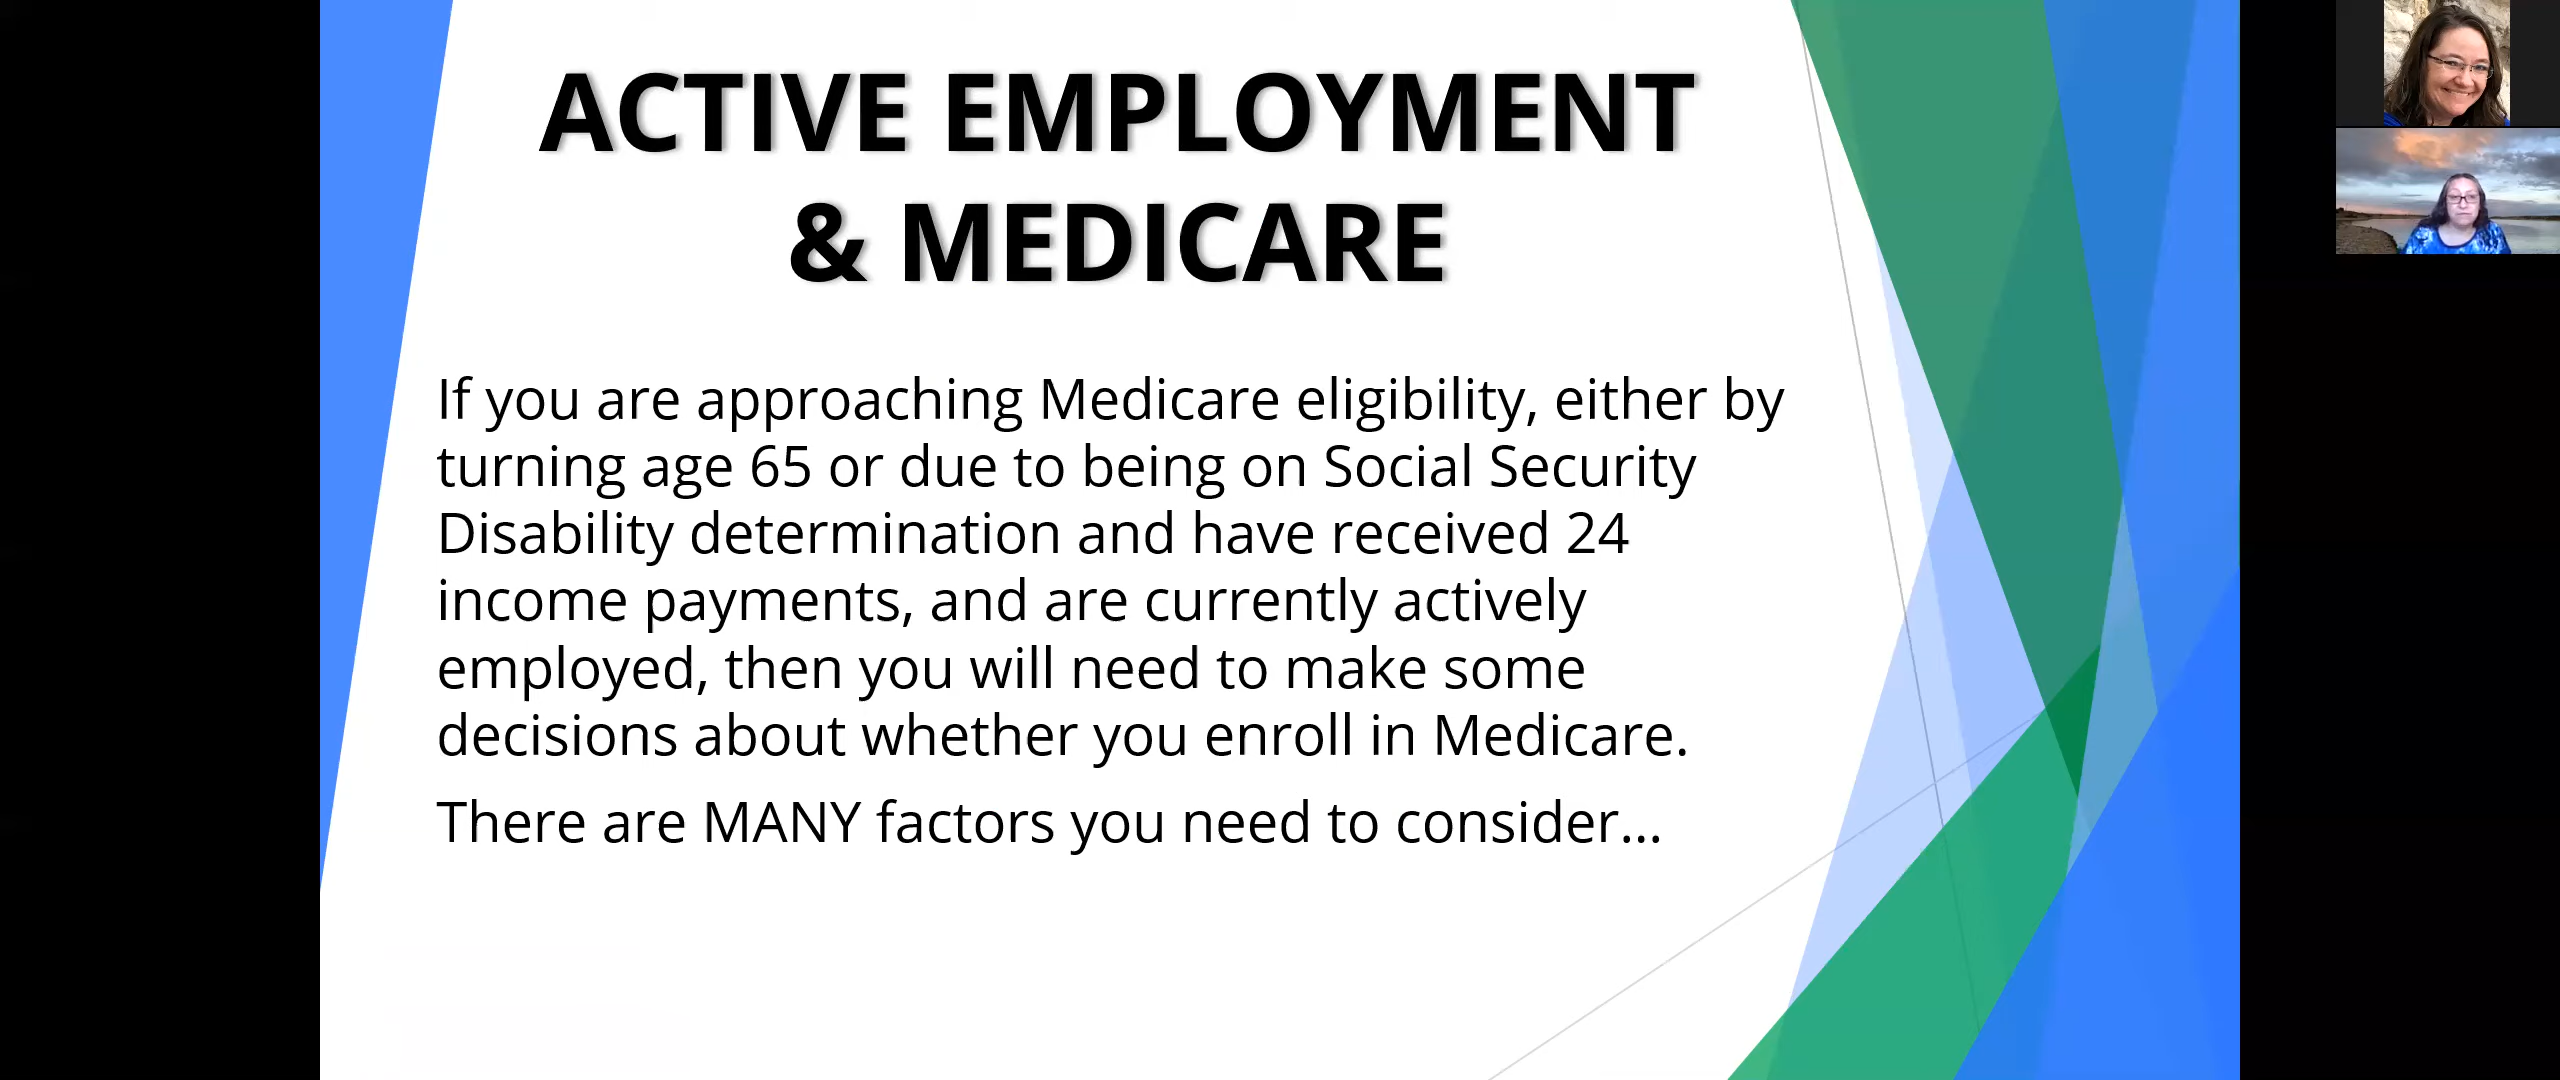 ACTIVE EMPLOYMENT
& MEDICARE
If you are approaching Medicare eligibility, either by
turning age 65 or due to being on Social Security
Disability determination and have received 24
income payments, and are currently actively
employed, then you will need to make some
decisions about whether you enroll in Medicare.
There are MANY factors you need to consider...